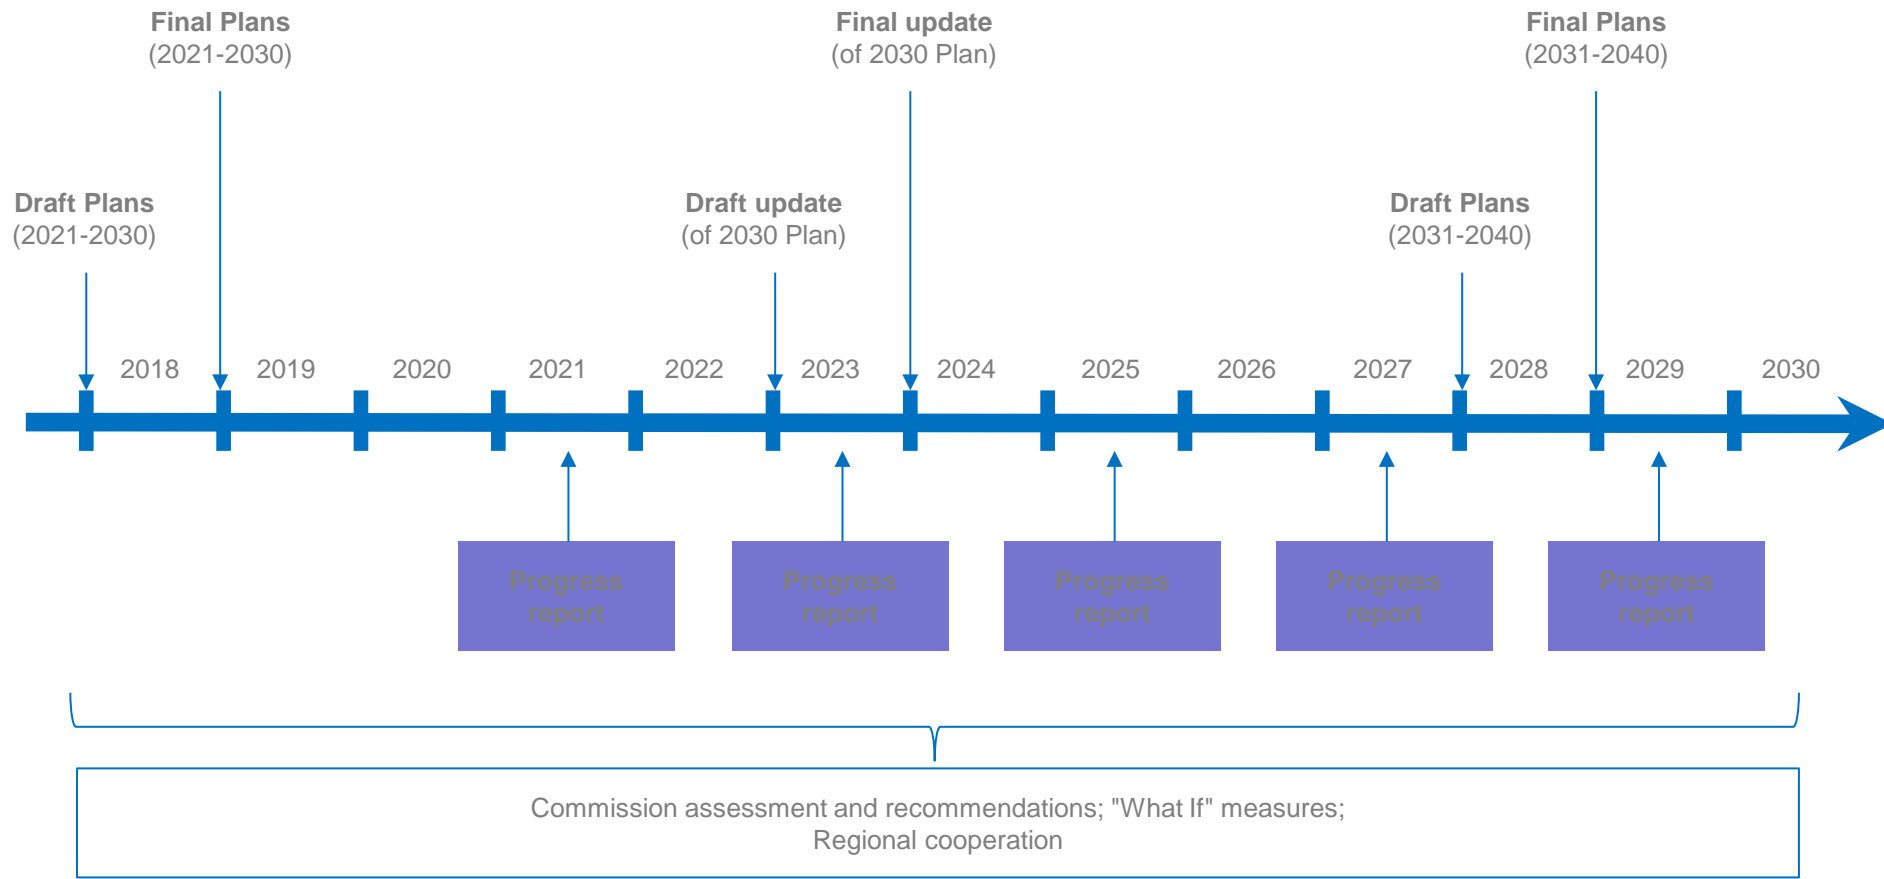 Final Plans
(2021-2030)
Final update
(of 2030 Plan)
Final Plans
(2031-2040)
Draft Plans
(2021-2030)
Draft update
(of 2030 Plan)
Draft Plans
(2031-2040)
2018
2019
2020
2021
2022
2023
2024
2025
2026
2027
2028
2029
2030
Progress
report
Progress
report
Progress
report
Progress
report
Progress
report
Commission assessment and recommendations; "What If" measures;
Regional cooperation